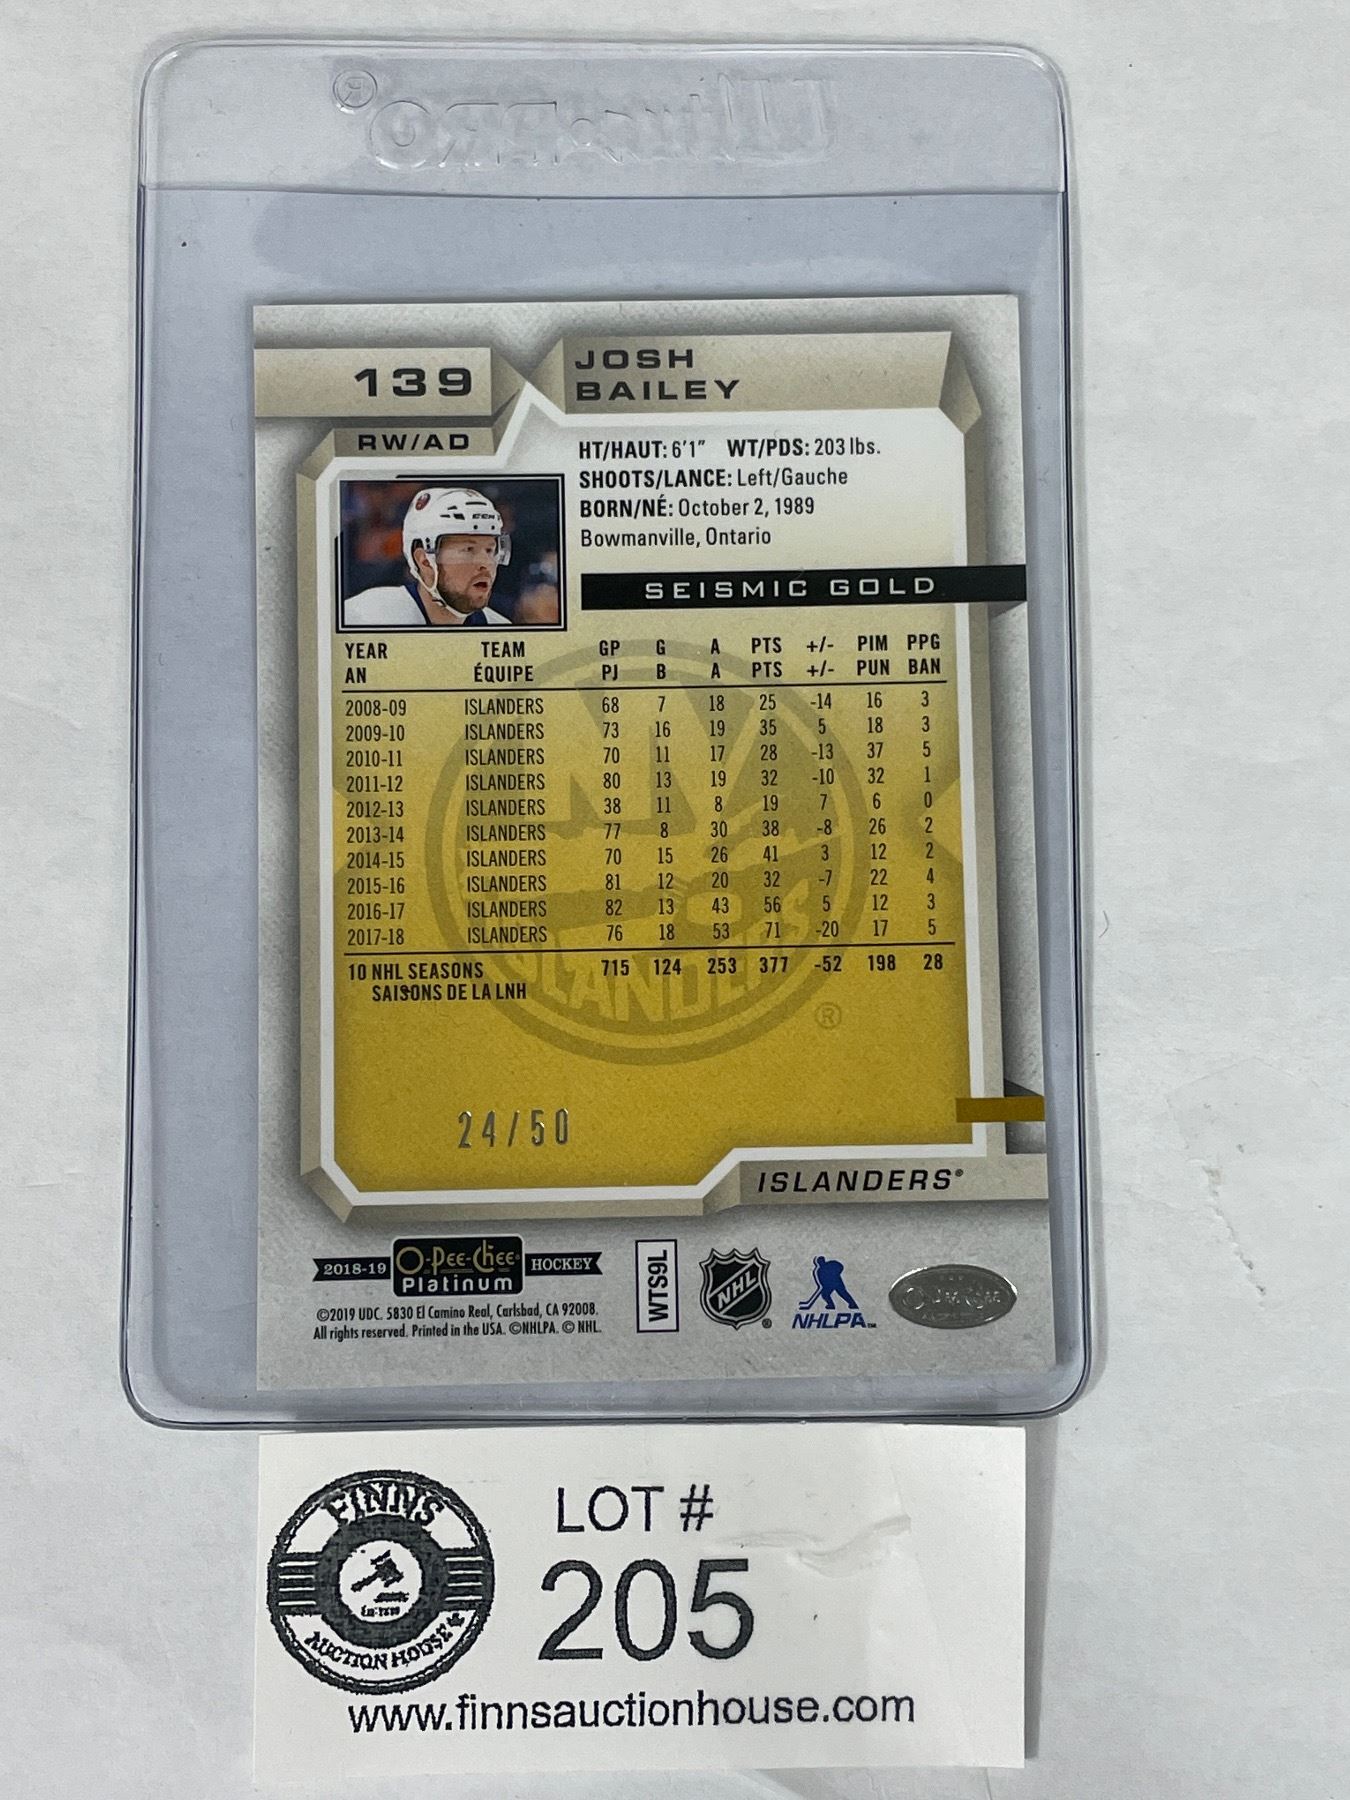 Ultra•PRO®
139
JOSH
BAILEY
RW/AD
HT/HAUT: 6'1" WT/PDS: 203 lbs.
SHOOTS/LANCE: Left/Gauche
BORN/NÉ: October 2, 1989
Bowmanville, Ontario
SEISMIC GOLD
YEAR TEAM GP G A PTS +/- PIM PPG
AN ÉQUIPE PJ B A PTS +/- PUN BAN
2008-09 ISLANDERS 68 7 18 25 -14 16 3
2009-10 ISLANDERS 73 16 19 35 5 18 3
2010-11 ISLANDERS 70 11 17 28 -13 37 5
2011-12 ISLANDERS 80 13 19 32 -10 32 1
2012-13 ISLANDERS 38 11 8 19 7 6 0
2013-14 ISLANDERS 77 8 30 38 -8 26 2
2014-15 ISLANDERS 70 15 26 41 3 12 2
2015-16 ISLANDERS 81 12 20 32 -7 22 4
2016-17 ISLANDERS 82 13 43 56 5 12 3
2017-18 ISLANDERS 76 18 53 71 -20 17 5
10 NHL SEASONS 715 124 253 377 -52 198 28
SAISONS DE LA LNH
NY
ISLANDERS
®
24/50
ISLANDERS®
2018-19 O-Pee-Chee® Platinum HOCKEY
©2019 UDC. 5830 El Camino Real, Carlsbad, CA 92008.
All rights reserved. Printed in the USA. ©NHLPA. © NHL.
WTS9L
NHL®
NHLPA™
O-Pee-Chee
FINNS
AUCTION HOUSE
LOT #
205
www.finnsauctionhouse.com